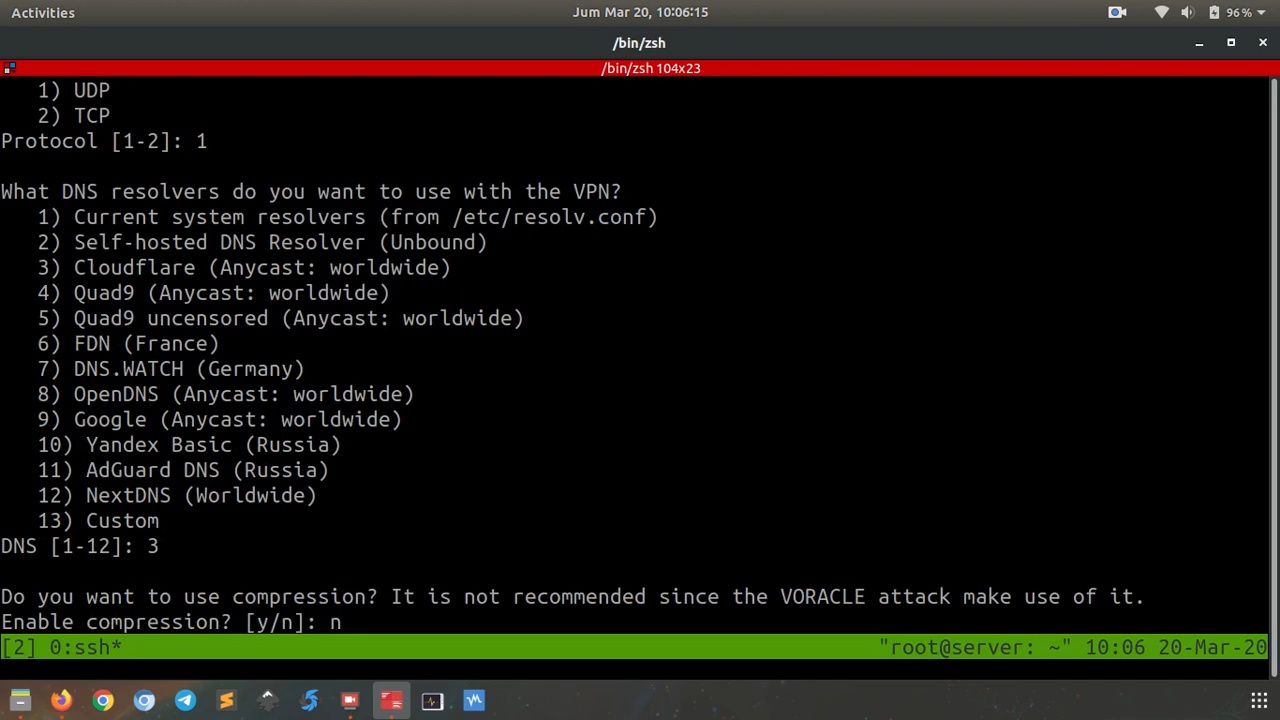 Activities
Jum Mar 20, 10:06:15
96 %
/bin/zsh
/bin/zsh 104x23
1) UDP
2) TCP
Protocol [1-2]: 1
What DNS resolvers do you want to use with the VPN?
1) Current system resolvers (from /etc/resolv.conf)
2) Self-hosted DNS Resolver (Unbound)
3) Cloudflare (Anycast: worldwide)
4) Quad9 (Anycast: worldwide)
5) Quad9 uncensored (Anycast: worldwide)
6) FDN (France)
7) DNS.WATCH (Germany)
8) OpenDNS (Anycast: worldwide)
9) Google (Anycast: worldwide)
10) Yandex Basic (Russia)
11) AdGuard DNS (Russia)
12) NextDNS (Worldwide)
13) Custom
DNS [1-12]: 3
Do you want to use compression? It is not recommended since the VORACLE attack make use of it.
Enable compression? [y/n]: n
[2] 0:ssh* "root@server: ~" 10:06 20-Mar-20